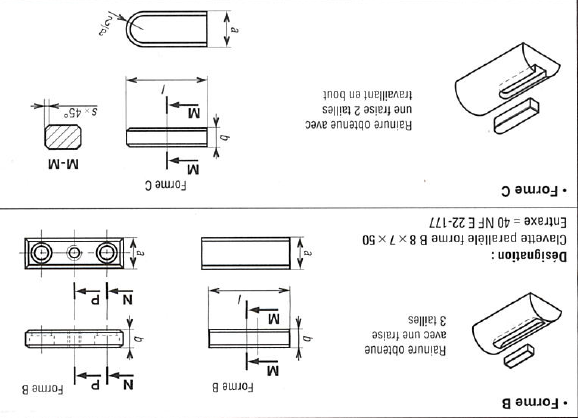 • Forme B
Rainure obtenue
avec une fraise
3 tailles
Désignation :
Clavette parallèle forme B 8 × 7 × 50
Entraxe = 40 NF E 22-177
Forme B
M
b
M
l
a
Forme B
N P
b
N P
a
• Forme C
Rainure obtenue avec
une fraise 2 tailles
travaillant en bout
Forme C
M
b
M
l
a
M-M
s × 45°